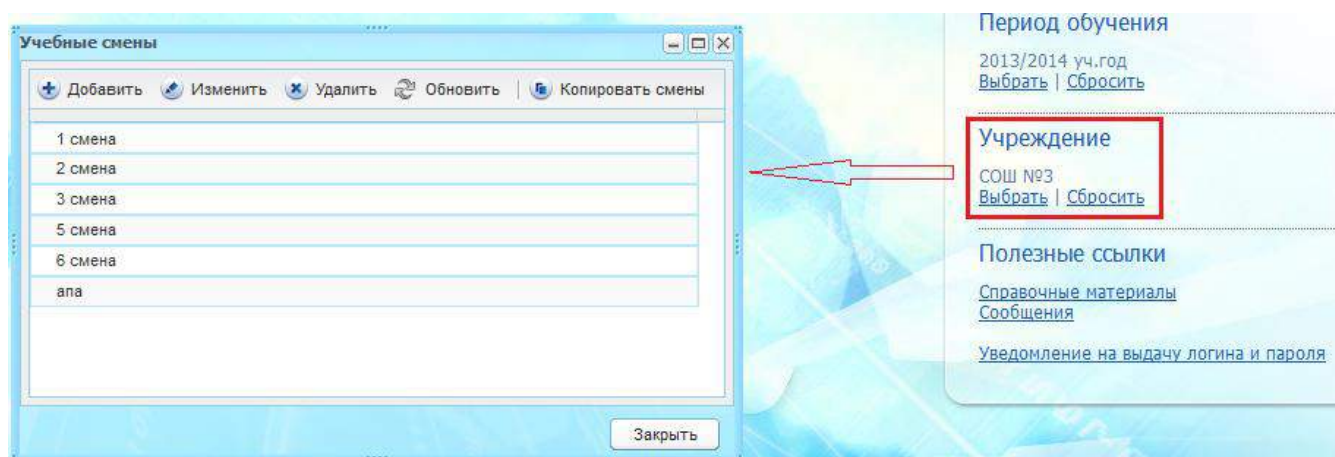 Учебные смены
Добавить Изменить Удалить Обновить | Копировать смены
1 смена
2 смена
3 смена
5 смена
6 смена
апа
Закрыть
Период обучения
2013/2014 уч.год
Выбрать | Сбросить
Учреждение
СОШ №3
Выбрать | Сбросить
Полезные ссылки
Справочные материалы
Сообщения
Уведомление на выдачу логина и пароля